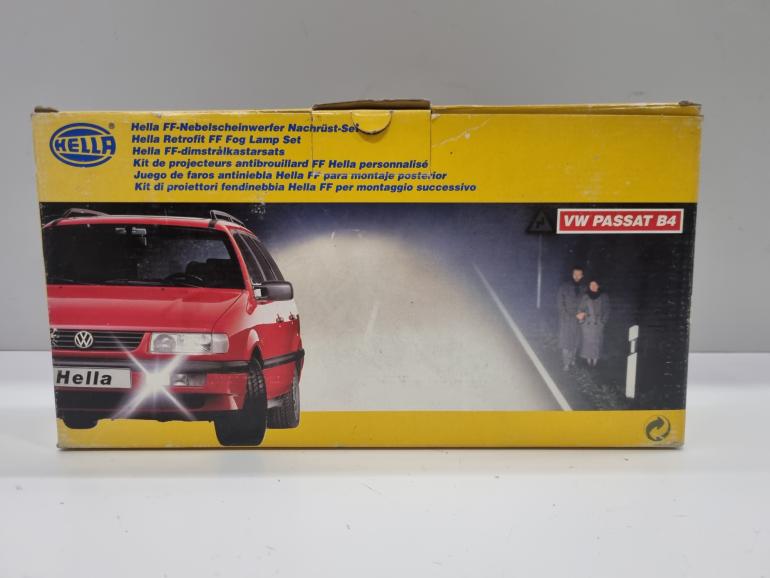 HELLA
Hella FF-Nebelscheinwerfer Nachrüst-Set
Hella Retrofit FF Fog Lamp Set
Hella FF-dimstrålkastarsats
Kit de projecteurs antibrouillard FF Hella personnalisé
Juego de faros antiniebla Hella FF para montaje posterior
Kit di proiettori fendinebbia Hella FF per montaggio successivo
VW PASSAT B4
Hella